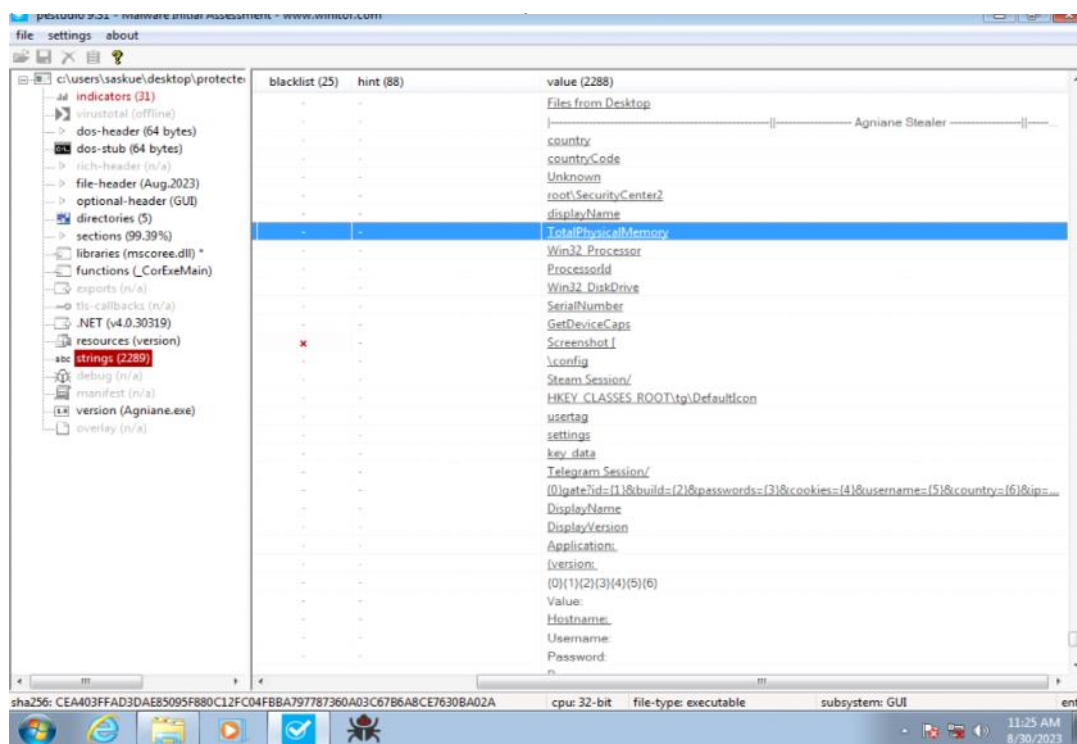 pestudio 9.51 - Malware Initial Assessment - www.winitor.com
file settings about
c:\users\saskue\desktop\protecte
indicators (31)
virustotal (offline)
dos-header (64 bytes)
dos-stub (64 bytes)
rich-header (n/a)
file-header (Aug.2023)
optional-header (GUI)
directories (5)
sections (99.39%)
libraries (mscoree.dll) *
functions (_CorExeMain)
exports (n/a)
tls-callbacks (n/a)
.NET (v4.0.30319)
resources (version)
abc strings (2289)
debug (n/a)
manifest (n/a)
version (Agniane.exe)
overlay (n/a)
blacklist (25) hint (88) value (2288)
Files from Desktop
Agniane Stealer
country
countryCode
Unknown
root\SecurityCenter2
displayName
TotalPhysicalMemory
Win32_Processor
ProcessorId
Win32_DiskDrive
SerialNumber
GetDeviceCaps
x - Screenshot [
\config
Steam Session/
HKEY_CLASSES_ROOT\tg\DefaultIcon
usertag
settings
key_data
Telegram Session/
{0}gate?id={1}&build={2}&passwords={3}&cookies={4}&username={5}&country={6}&ip=...
DisplayName
DisplayVersion
Application:
(version:
{0}{1}{2}{3}{4}{5}{6}
Value:
Hostname:
Username:
Password:
sha256: CEA403FFAD3DAE85095F880C12FC04FBBA797787360A03C67B6A8CE7630BA02A cpu: 32-bit file-type: executable subsystem: GUI ent
11:25 AM
8/30/2023